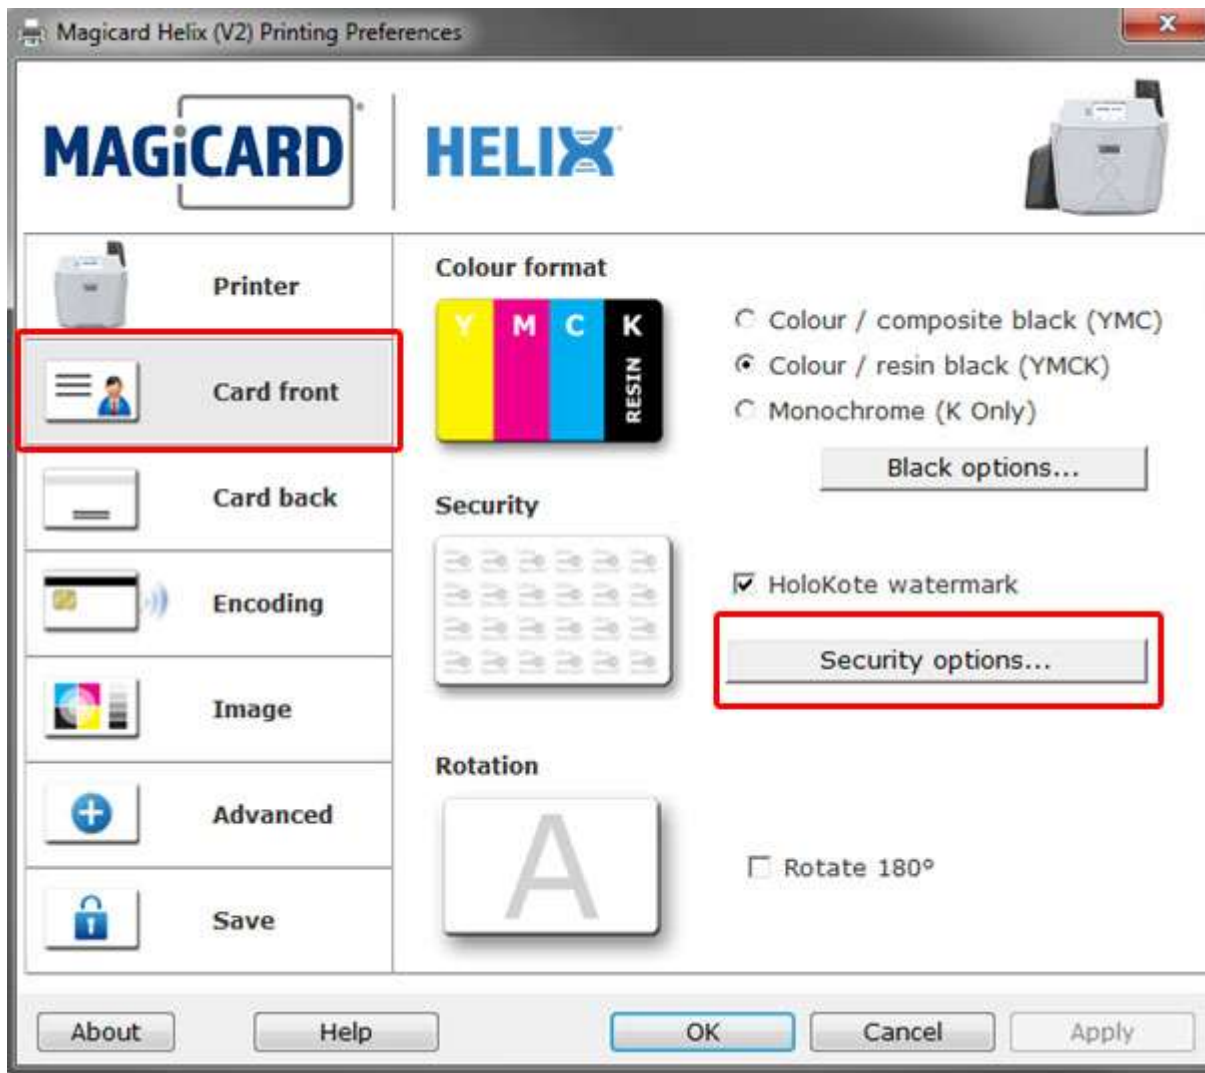 Magicard Helix (V2) Printing Preferences
MAGiCARD
HELIX
Printer
Card front
Card back
Encoding
Image
Advanced
Save
Colour format
Y M C K
RESIN
Colour / composite black (YMC)
Colour / resin black (YMCK)
Monochrome (K Only)
Black options...
Security
HoloKote watermark
Security options...
Rotation
A
Rotate 180º
About
Help
OK
Cancel
Apply